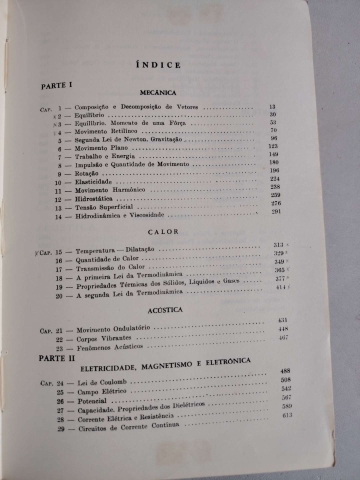 ÍNDICE
PARTE I
MECÂNICA
CAP. 1 — Composição e Decomposição de Vetores 13
2 — Equilíbrio 30
3 — Equilíbrio. Momento de uma Fôrça 53
4 — Movimento Retilíneo 70
5 — Segunda Lei de Newton. Gravitação 96
6 — Movimento Plano 123
7 — Trabalho e Energia 149
8 — Impulsão e Quantidade de Movimento 180
9 — Rotação 196
10 — Elasticidade 224
11 — Movimento Harmônico 238
12 — Hidrostática 259
13 — Tensão Superficial 276
14 — Hidrodinâmica e Viscosidade 291
CALOR
CAP. 15 — Temperatura — Dilatação 313
16 — Quantidade de Calor 329
17 — Transmissão do Calor 349
18 — A primeira Lei da Termodinâmica 365
19 — Propriedades Térmicas dos Sólidos, Líquidos e Gases 377
20 — A segunda Lei da Termodinâmica 414
ACÚSTICA
CAP. 21 — Movimento Ondulatório 431
22 — Corpos Vibrantes 448
23 — Fenômenos Acústicos 467
PARTE II
ELETRICIDADE, MAGNETISMO E ELETRÔNICA
CAP. 24 — Lei de Coulomb 488
25 — Campo Elétrico 508
26 — Potencial 542
27 — Capacidade. Propriedades dos Dielétricos 567
28 — Corrente Elétrica e Resistência 589
29 — Circuitos de Corrente Contínua 613